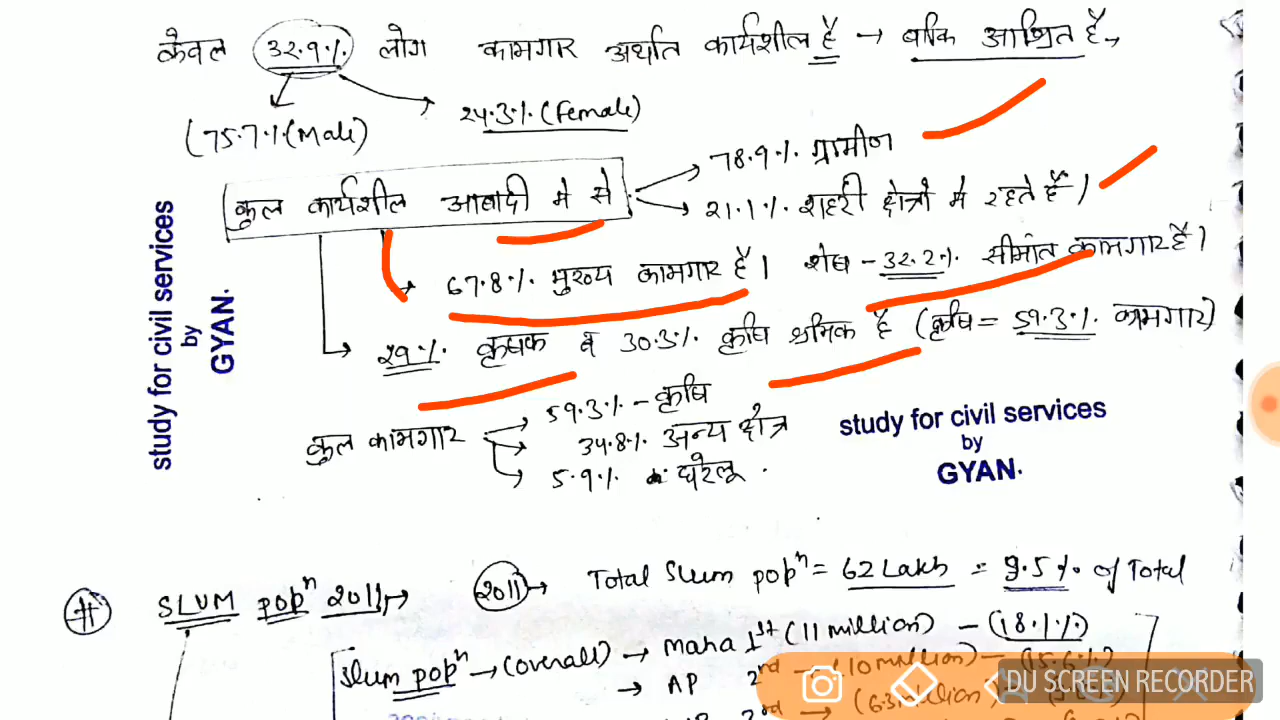 केवल 32.9% लोग कामगार अर्थात कार्यशील है → बाकि आश्रित है,
(75.7% (Male)
24.3% (Female)
78.9% ग्रामीण
कुल कार्यशील आबादी मे से
21.1% शहरी क्षेत्रो मे रहते हैं।
67.8% मुख्य कामगार है। शेष - 32.2% सीमांत कामगार है।
29% कृषक व 30.3% कृषि श्रमिक है (कृषि = 59.3% कामगार)
59.3% - कृषि
कुल कामगार
34.8% अन्य क्षेत्र
5.9% घरेलू .
study for civil services
by
GYAN.
study for civil services
by
GYAN.
# SLUM popⁿ 2011→
2011→ Total Slum popⁿ = 62 Lakh = 9.5% of Total
Slum popⁿ → (overall) → Maha 1st (11 million) - (18.1%)
→ AP 2nd → (10 million) - (15.6%)
DU SCREEN RECORDER